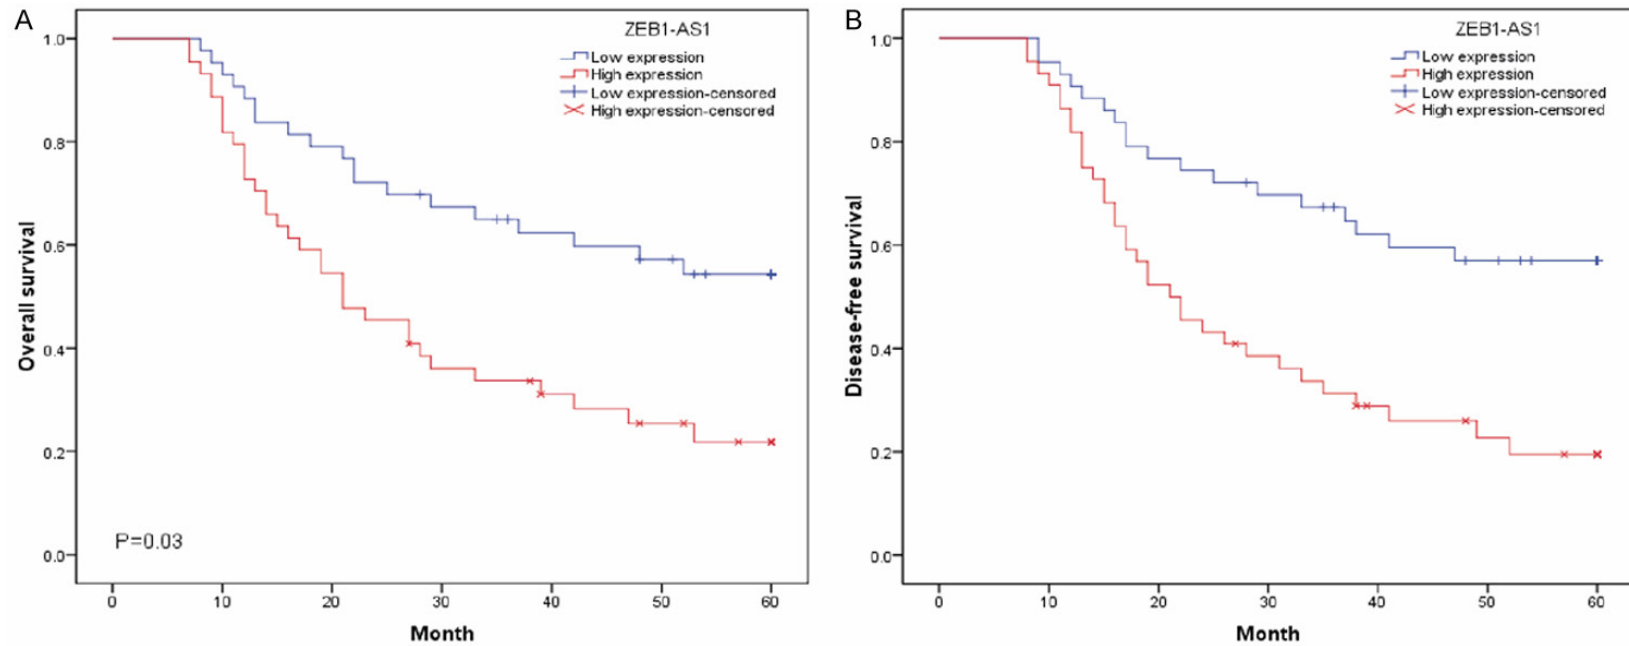 A
ZEB1-AS1
Low expression
High expression
Low expression-censored
High expression-censored
1.0
0.8
0.6
0.4
0.2
0.0
Overall survival
P=0.03
0 10 20 30 40 50 60
Month
B
ZEB1-AS1
Low expression
High expression
Low expression-censored
High expression-censored
1.0
0.8
0.6
0.4
0.2
0.0
Disease-free survival
0 10 20 30 40 50 60
Month